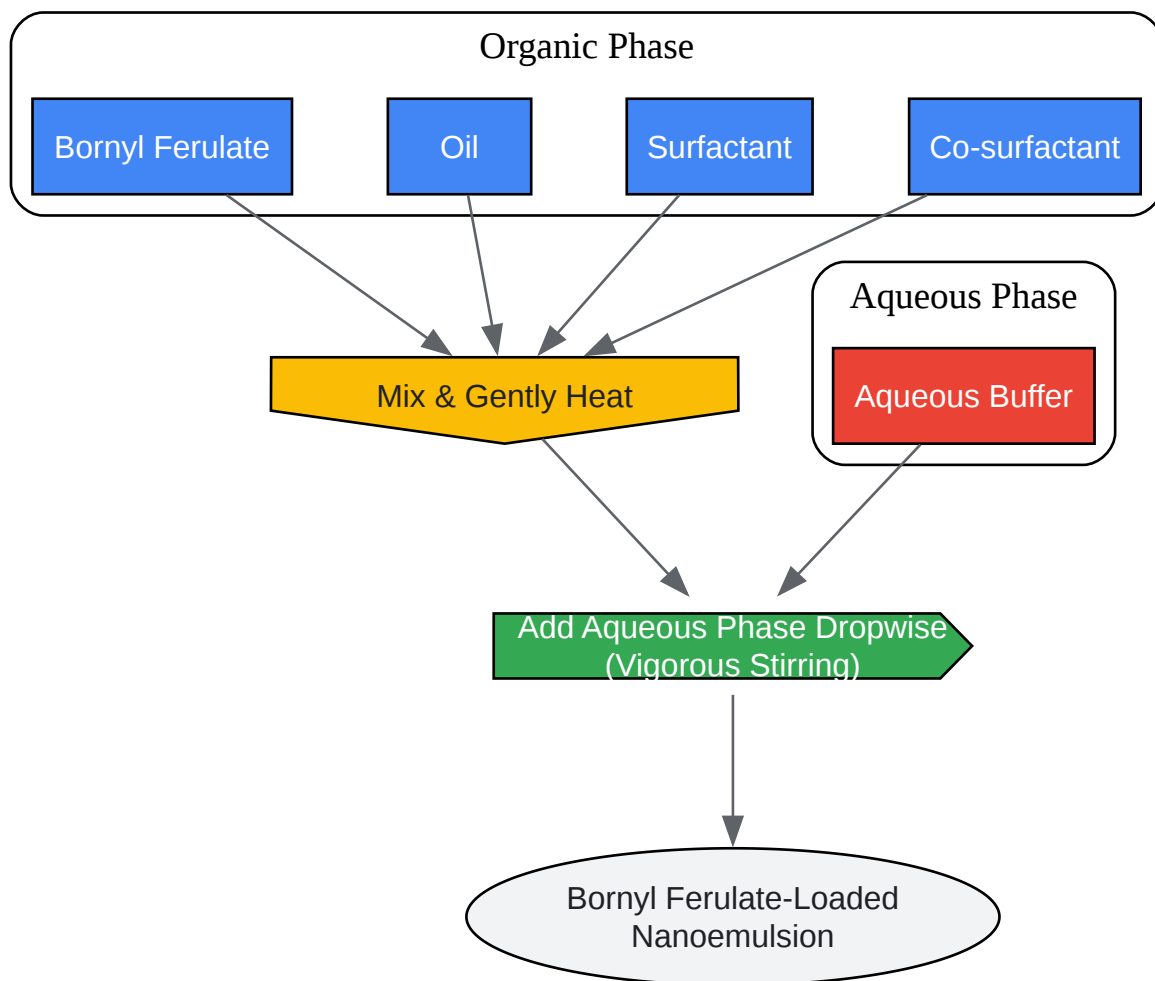 Organic Phase
Bornyl Ferulate
Oil
Surfactant
Co-surfactant
Aqueous Phase
Mix & Gently Heat
Aqueous Buffer
Add Aqueous Phase Dropwise
(Vigorous Stirring)
Bornyl Ferulate-Loaded
Nanoemulsion